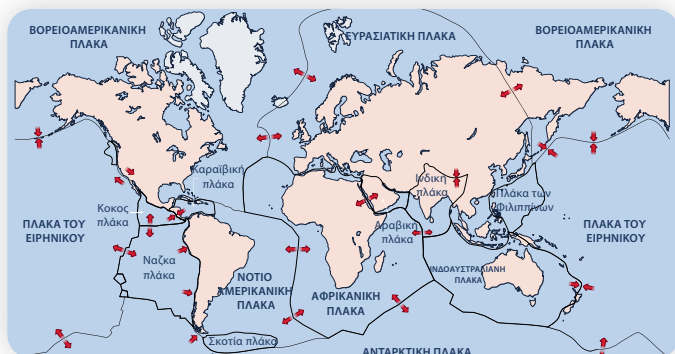 ΒΟΡΕΙΟΑΜΕΡΙΚΑΝΙΚΗ
ΠΛΑΚΑ
ΕΥΡΑΣΙΑΤΙΚΗ ΠΛΑΚΑ
ΒΟΡΕΙΟΑΜΕΡΙΚΑΝΙΚΗ
ΠΛΑΚΑ
Καραϊβική
πλάκα
Ινδική
πλάκα
Πλάκα των
Φιλιππίνων
Κοκος
πλάκα
ΠΛΑΚΑ ΤΟΥ
ΕΙΡΗΝΙΚΟΥ
Αραβική
πλάκα
ΠΛΑΚΑ ΤΟΥ
ΕΙΡΗΝΙΚΟΥ
Ναζκα
πλάκα
ΝΟΤΙΟ
ΑΜΕΡΙΚΑΝΙΚΗ
ΠΛΑΚΑ
ΑΦΡΙΚΑΝΙΚΗ
ΠΛΑΚΑ
ΙΝΔΟΑΥΣΤΡΑΛΙΑΝΗ
ΠΛΑΚΑ
Σκοτία πλάκα
ΑΝΤΑΡΚΤΙΚΗ ΠΛΑΚΑ